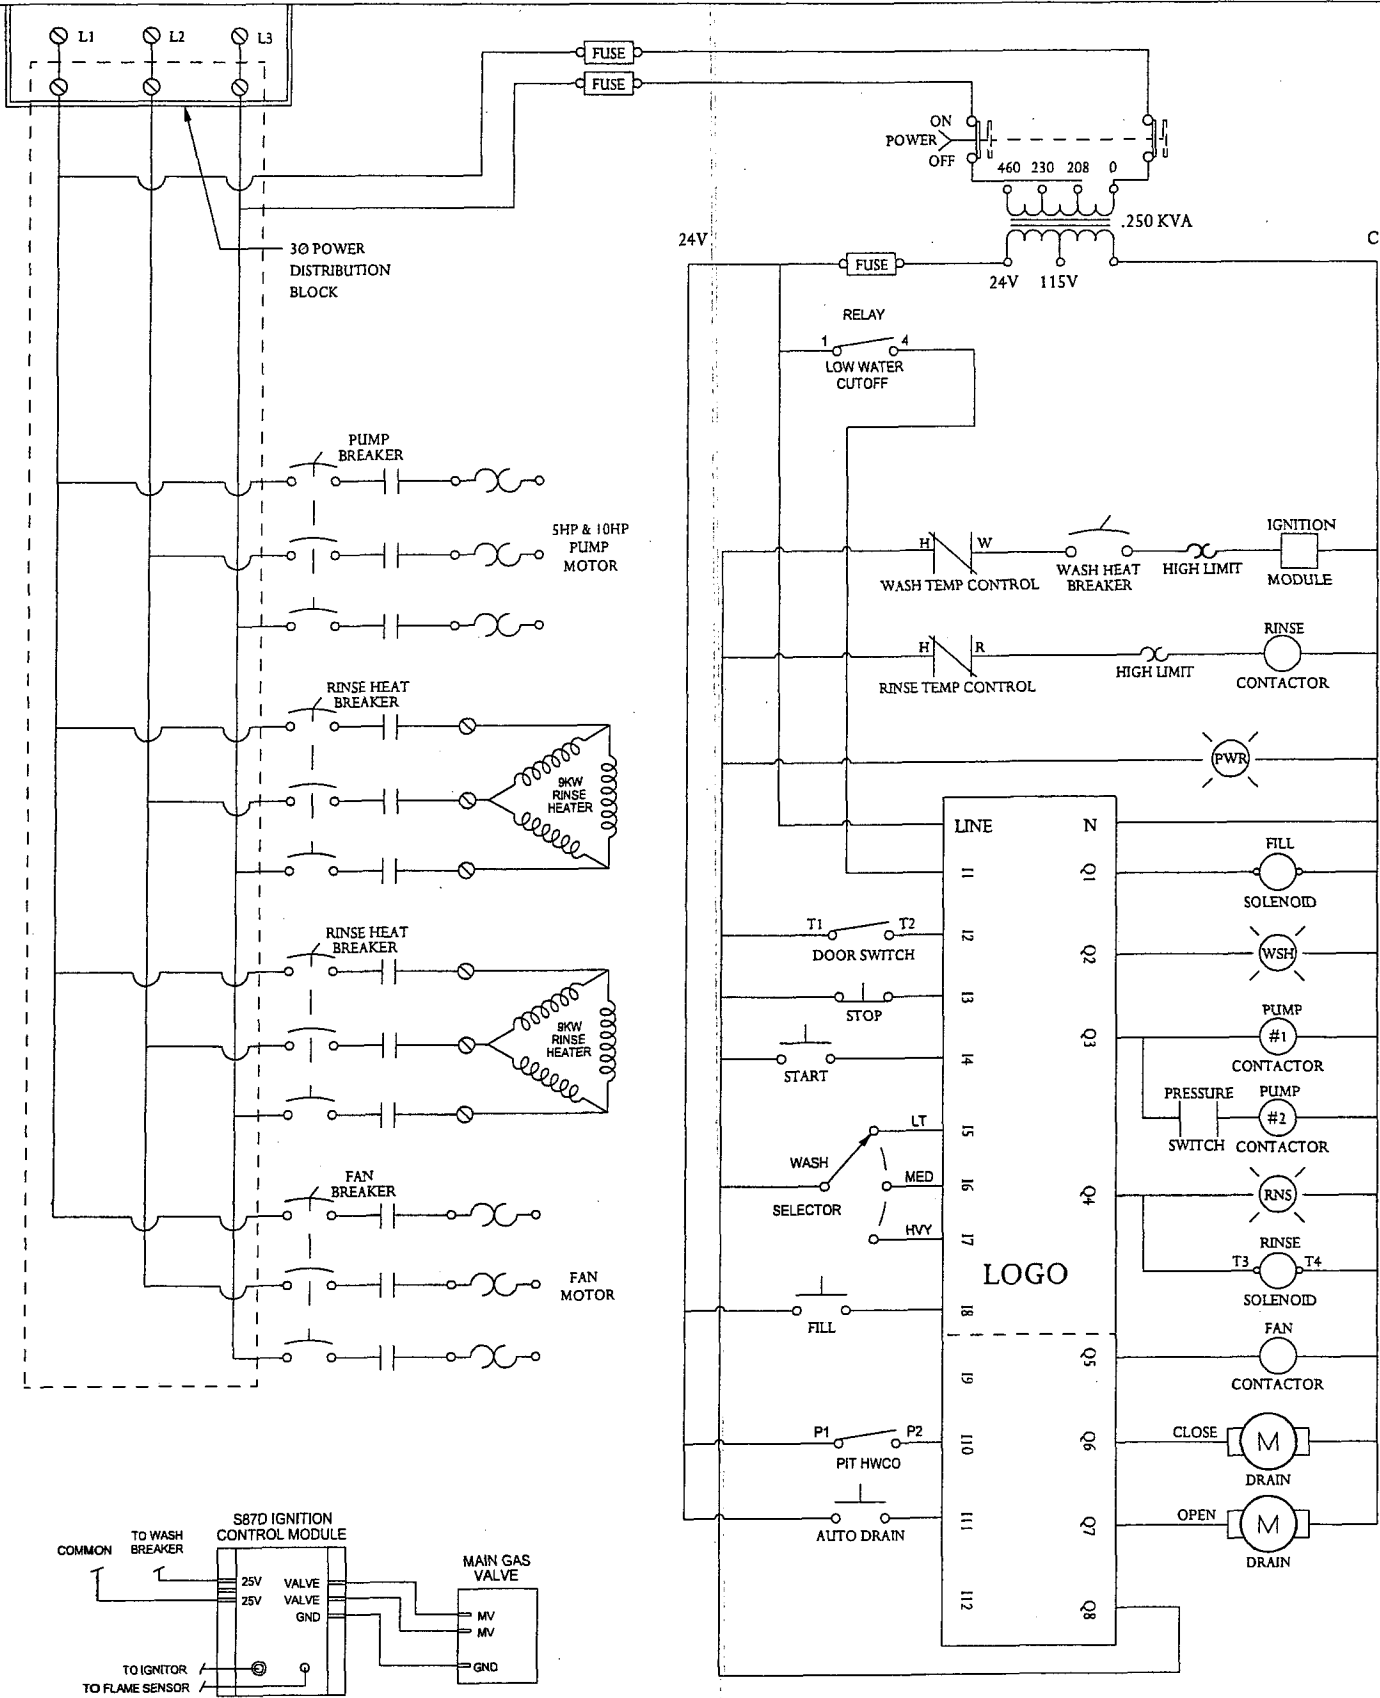 L1 L2 L3
FUSE
FUSE
ON
POWER
OFF
460 230 208 0
.250 KVA
3Ø POWER
DISTRIBUTION
BLOCK
24V
C
FUSE
24V 115V
RELAY
1 4
LOW WATER
CUTOFF
PUMP
BREAKER
5HP & 10HP
PUMP
MOTOR
H W
WASH TEMP CONTROL
WASH HEAT
BREAKER
HIGH LIMIT
IGNITION
MODULE
H R
RINSE TEMP CONTROL
HIGH LIMIT
RINSE
CONTACTOR
RINSE HEAT
BREAKER
9KW
RINSE
HEATER
PWR
LINE N
I1 Q1
FILL
SOLENOID
RINSE HEAT
BREAKER
9KW
RINSE
HEATER
T1 T2
DOOR SWITCH
I2 Q2
WSH
STOP
I3
START
I4 Q3
PUMP
#1
CONTACTOR
PRESSURE
SWITCH
PUMP
#2
CONTACTOR
WASH
SELECTOR
LT I5
MED I6
HVY I7
Q4
RNS
RINSE
T3 T4
SOLENOID
LOGO
FAN
BREAKER
FAN
MOTOR
FILL
I8
I9 Q5
FAN
CONTACTOR
P1 P2
PIT HWCO
I10 Q6
CLOSE M
DRAIN
AUTO DRAIN
I11 Q7
OPEN M
DRAIN
I12 Q8
S87D IGNITION
CONTROL MODULE
COMMON
TO WASH
BREAKER
25V VALVE
25V VALVE
GND
MAIN GAS
VALVE
MV
MV
GND
TO IGNITOR
TO FLAME SENSOR